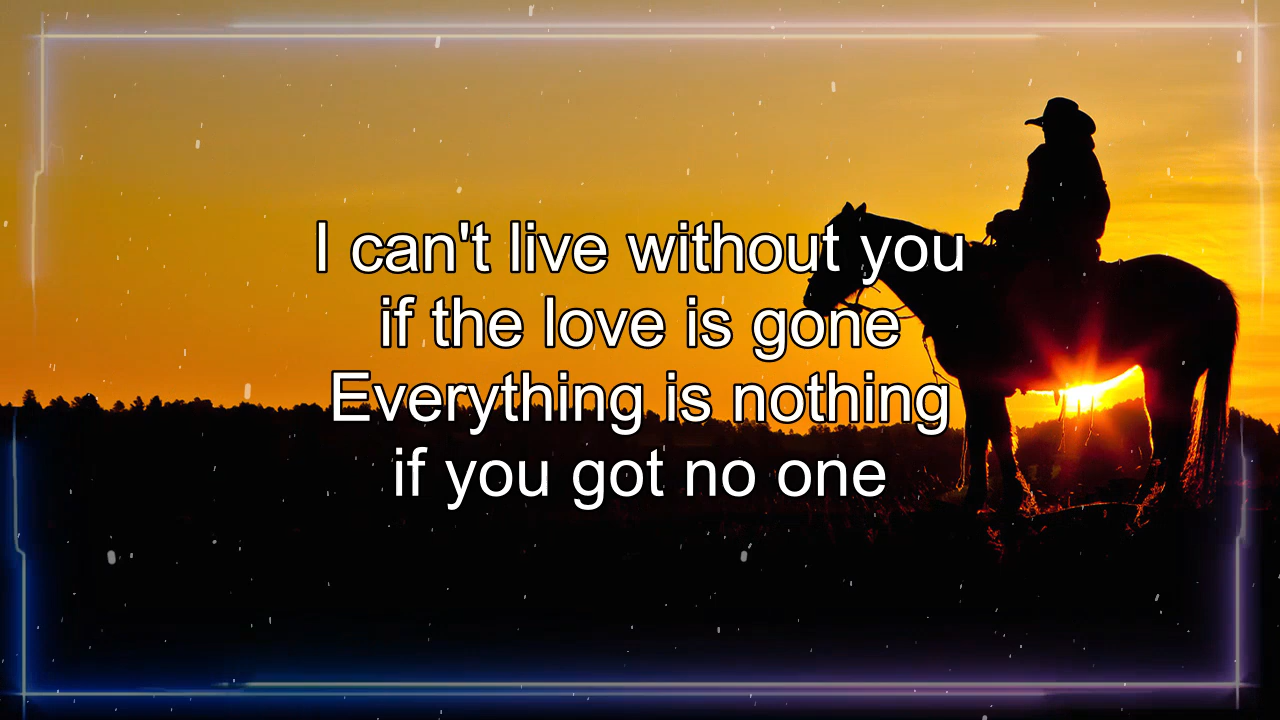 I can't live without you
if the love is gone
Everything is nothing
if you got no one